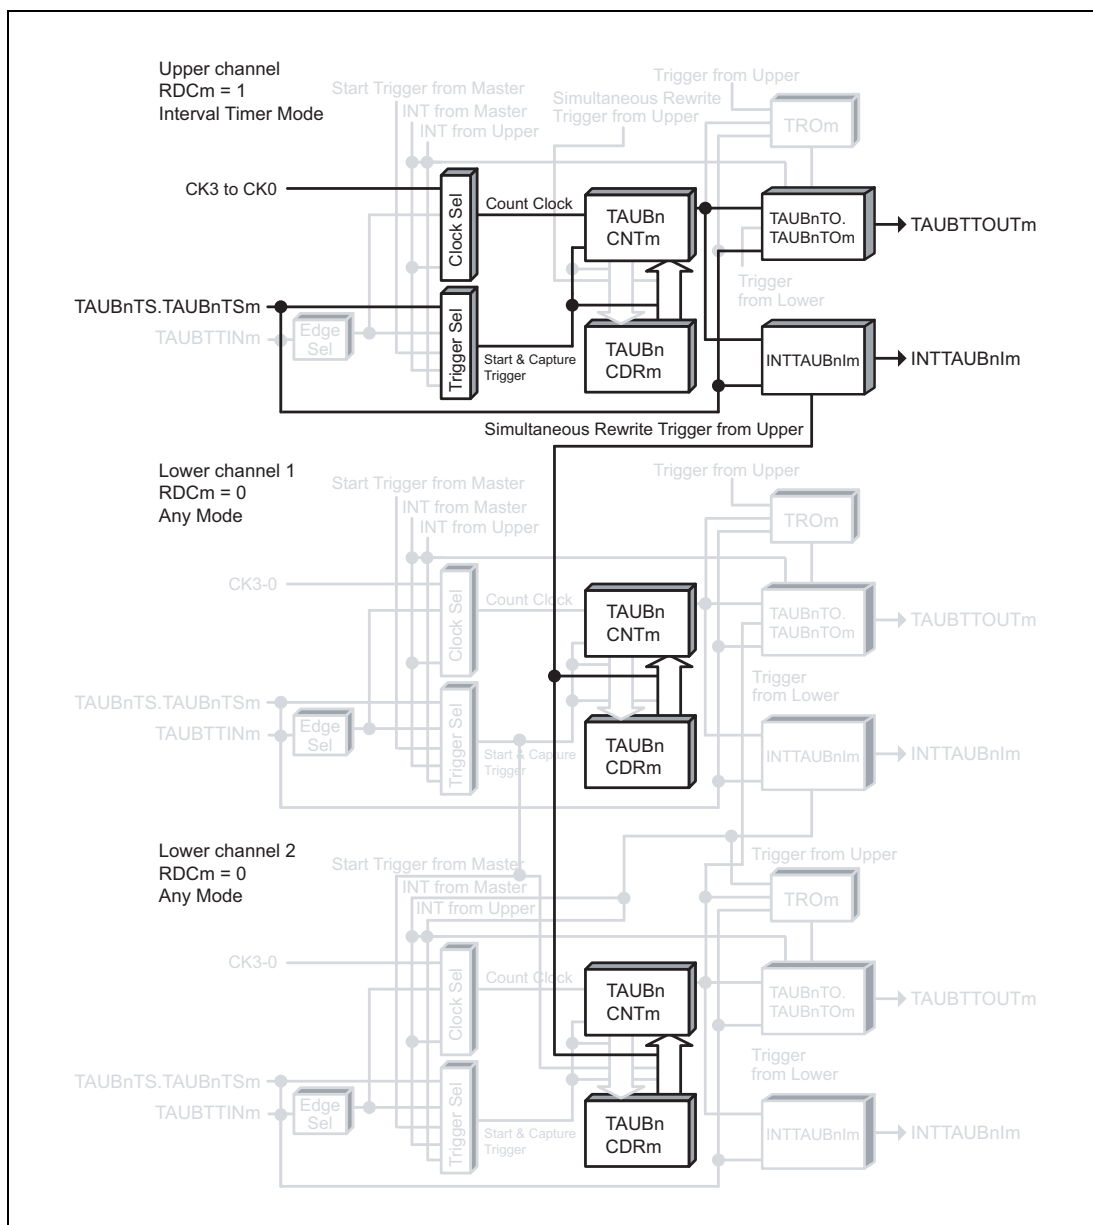 Upper channel
RDCm = 1
Interval Timer Mode
Start Trigger from Master
INT from Master
INT from Upper
Simultaneous Rewrite
Trigger from Upper
Trigger from Upper
TROm
CK3 to CK0
Clock Sel
Count Clock
TAUBn
CNTm
TAUBnTO.
TAUBnTOm
TAUBTTOUTm
Trigger
from Lower
TAUBnTS.TAUBnTSm
TAUBTTINm
Edge
Sel
Trigger Sel
Start & Capture
Trigger
TAUBn
CDRm
INTTAUBnIm
INTTAUBnIm
Simultaneous Rewrite Trigger from Upper
Lower channel 1
RDCm = 0
Any Mode
Start Trigger from Master
INT from Master
INT from Upper
Trigger from Upper
TROm
CK3-0
Clock Sel
Count Clock
TAUBn
CNTm
TAUBnTO.
TAUBnTOm
TAUBTTOUTm
Trigger
from Lower
TAUBnTS.TAUBnTSm
TAUBTTINm
Edge
Sel
Trigger Sel
Start & Capture
Trigger
TAUBn
CDRm
INTTAUBnIm
INTTAUBnIm
Lower channel 2
RDCm = 0
Any Mode
Start Trigger from Master
INT from Master
INT from Upper
Trigger from Upper
TROm
CK3-0
Clock Sel
Count Clock
TAUBn
CNTm
TAUBnTO.
TAUBnTOm
TAUBTTOUTm
Trigger
from Lower
TAUBnTS.TAUBnTSm
TAUBTTINm
Edge
Sel
Trigger Sel
Start & Capture
Trigger
TAUBn
CDRm
INTTAUBnIm
INTTAUBnIm